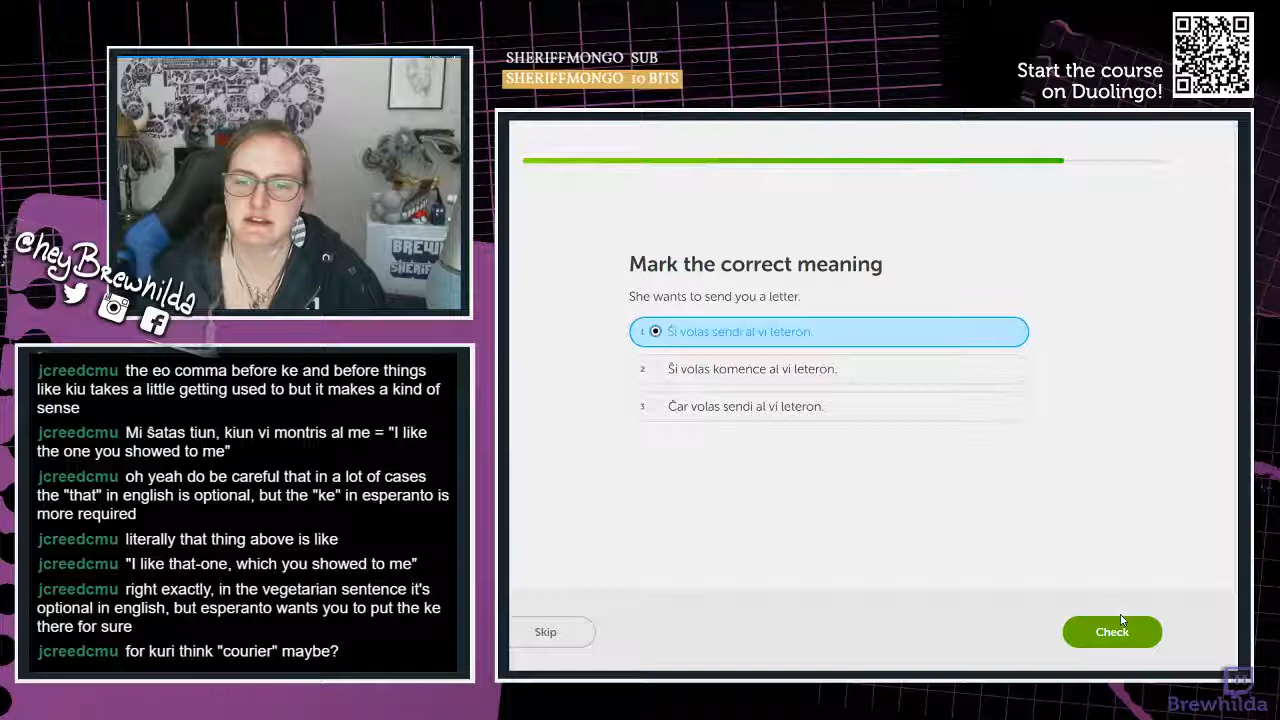 SHERIFFMONGO SUB
SHERIFFMONGO 10 BITS
Start the course
on Duolingo!
@heyBrewhilda
BREW
SHERIF
Mark the correct meaning
She wants to send you a letter.
1 Ŝi volas sendi al vi leteron.
2 Ŝi volas komence al vi leteron.
3 Ĉar volas sendi al vi leteron.
Skip
Check
jcreedcmu the eo comma before ke and before things
like kiu takes a little getting used to but it makes a kind of
sense
jcreedcmu Mi ŝatas tiun, kiun vi montris al me = "I like
the one you showed to me"
jcreedcmu oh yeah do be careful that in a lot of cases
the "that" in english is optional, but the "ke" in esperanto is
more required
jcreedcmu literally that thing above is like
jcreedcmu "I like that-one, which you showed to me"
jcreedcmu right exactly, in the vegetarian sentence it's
optional in english, but esperanto wants you to put the ke
there for sure
jcreedcmu for kuri think "courier" maybe?
Brewhilda